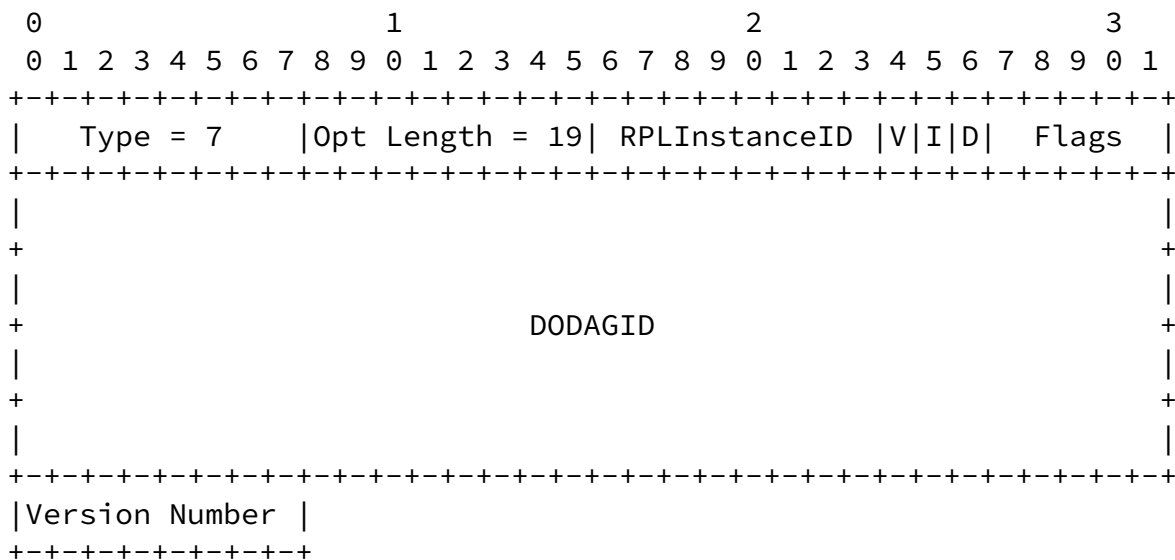 0                   1                   2                   3
0 1 2 3 4 5 6 7 8 9 0 1 2 3 4 5 6 7 8 9 0 1 2 3 4 5 6 7 8 9 0 1
+-+-+-+-+-+-+-+-+-+-+-+-+-+-+-+-+-+-+-+-+-+-+-+-+-+-+-+-+-+-+-+-+
|   Type = 7    |Opt Length = 19| RPLInstanceID |V|I|D|  Flags  |
+-+-+-+-+-+-+-+-+-+-+-+-+-+-+-+-+-+-+-+-+-+-+-+-+-+-+-+-+-+-+-+-+
|                                                               |
+                                                               +
|                                                               |
+                            DODAGID                            +
|                                                               |
+                                                               +
|                                                               |
+-+-+-+-+-+-+-+-+-+-+-+-+-+-+-+-+-+-+-+-+-+-+-+-+-+-+-+-+-+-+-+-+
|Version Number |
+-+-+-+-+-+-+-+-+